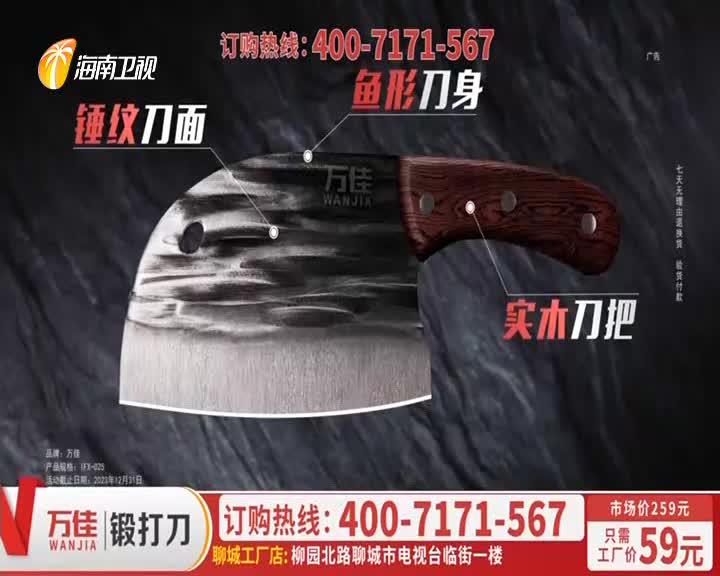 海南卫视
订购热线：400-7171-567
广告
鱼形刀身
锤纹刀面
万佳
WANJIA
七天无理由退换货 验货付款
实木刀把
品牌：万佳
产品规格：IFX-025
活动截止日期：2023年12月31日
万佳
WANJIA
锻打刀
订购热线：400-7171-567
聊城工厂店：柳园北路聊城市电视台临街一楼
市场价259元
只需
工厂价59元